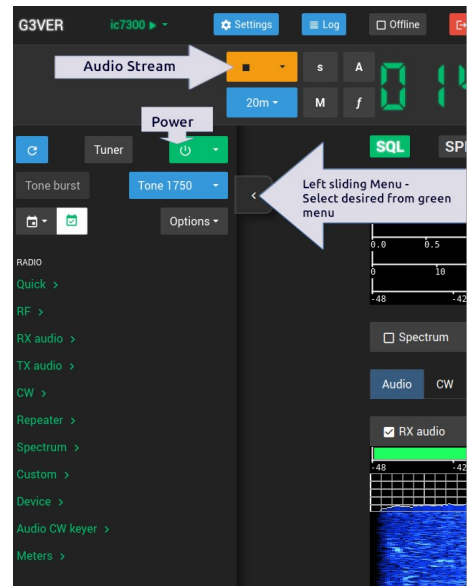 G3VER ic7300 Settings Log Offline
Audio Stream
s A
20m M f
Power
Tuner
SQL
Tone burst Tone 1750
Left sliding Menu -
Select desired from green
menu
Options
0.0 0.5
0 10
-48 -42
RADIO
Quick >
RF >
RX audio >
TX audio >
CW >
Repeater >
Spectrum >
Custom >
Device >
Audio CW keyer >
Meters >
Spectrum
Audio CW
RX audio
-48 -42